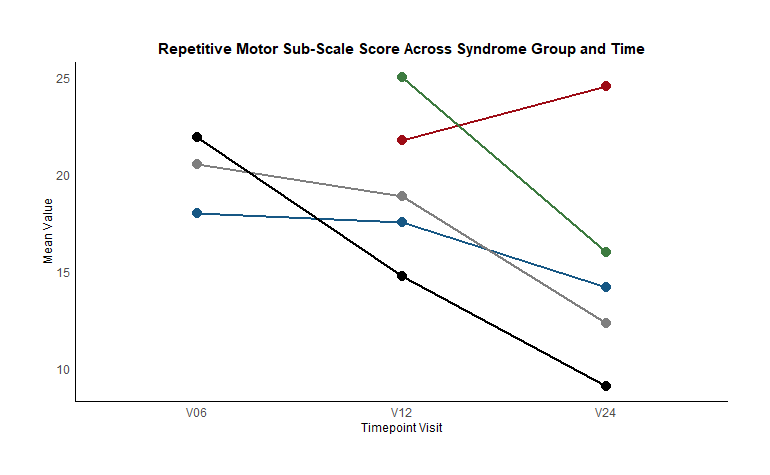 Repetitive Motor Sub-Scale Score Across Syndrome Group and Time
25
20
15
10
Mean Value
V06 V12 V24
Timepoint Visit